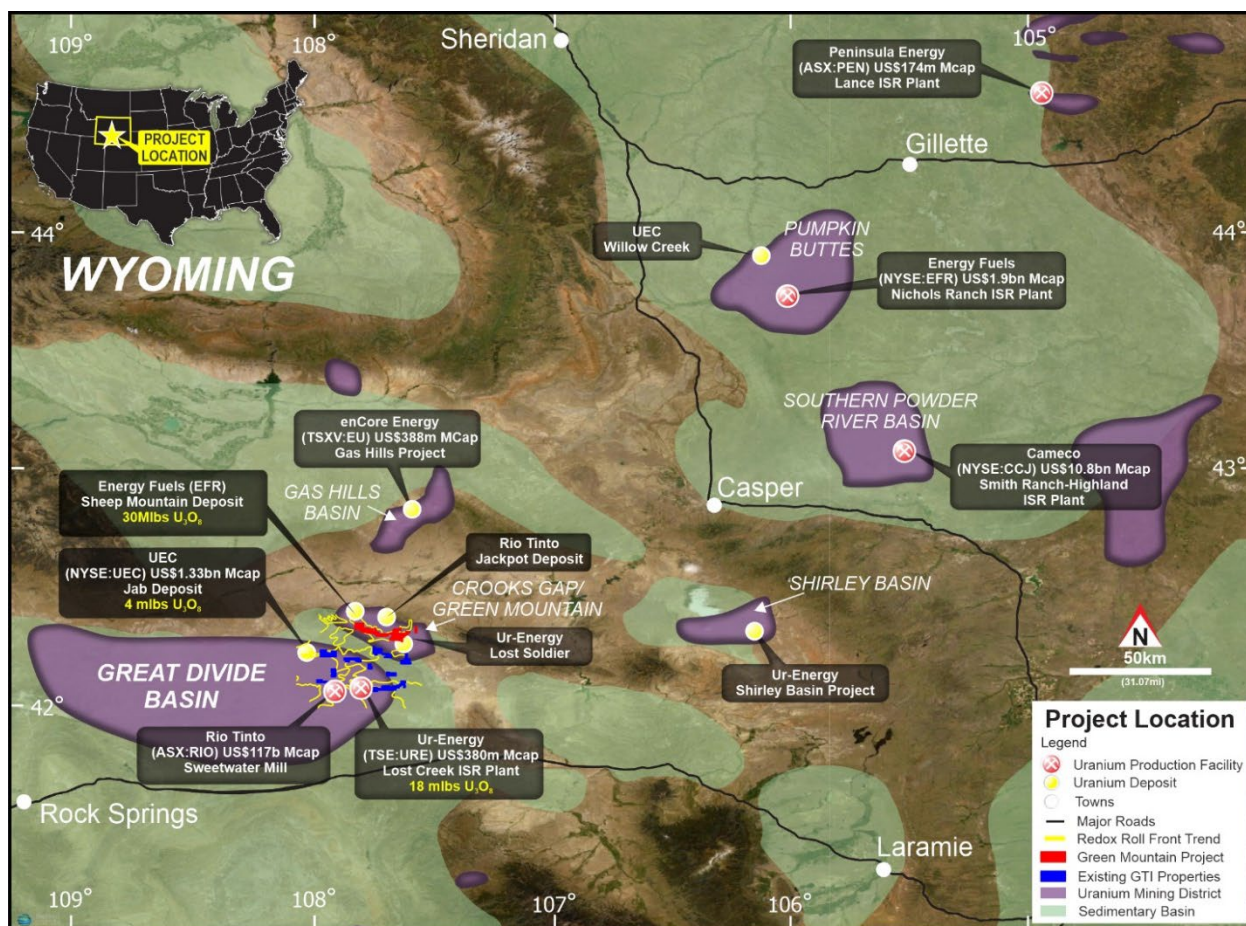 109°
108°
Sheridan
105°
Peninsula Energy
(ASX:PEN) US$174m Mcap
Lance ISR Plant
PROJECT
LOCATION
Gillette
44°
44°
WYOMING
UEC
Willow Creek
PUMPKIN
BUTTES
Energy Fuels
(NYSE:EFR) US$1.9bn Mcap
Nichols Ranch ISR Plant
SOUTHERN POWDER
RIVER BASIN
enCore Energy
(TSXV:EU) US$388m MCap
Gas Hills Project
43°
Cameco
(NYSE:CCJ) US$10.8bn Mcap
Smith Ranch-Highland
ISR Plant
Energy Fuels (EFR)
Sheep Mountain Deposit
30Mlbs U₃O₈
GAS HILLS
BASIN
Casper
Rio Tinto
Jackpot Deposit
UEC
(NYSE:UEC) US$1.33bn Mcap
Jab Deposit
4 mlbs U₃O₈
CROOKS GAP/
GREEN MOUNTAIN
SHIRLEY BASIN
Ur-Energy
Lost Soldier
N
50km
(31.07mi)
GREAT DIVIDE
BASIN
Ur-Energy
Shirley Basin Project
42°
Rio Tinto
(ASX:RIO) US$117b Mcap
Sweetwater Mill
Ur-Energy
(TSE:URE) US$380m Mcap
Lost Creek ISR Plant
18 mlbs U₃O₈
Rock Springs
Laramie
109°
108°
107°
106°
Project Location
Legend
Uranium Production Facility
Uranium Deposit
Towns
Major Roads
Redox Roll Front Trend
Green Mountain Project
Existing GTI Properties
Uranium Mining District
Sedimentary Basin